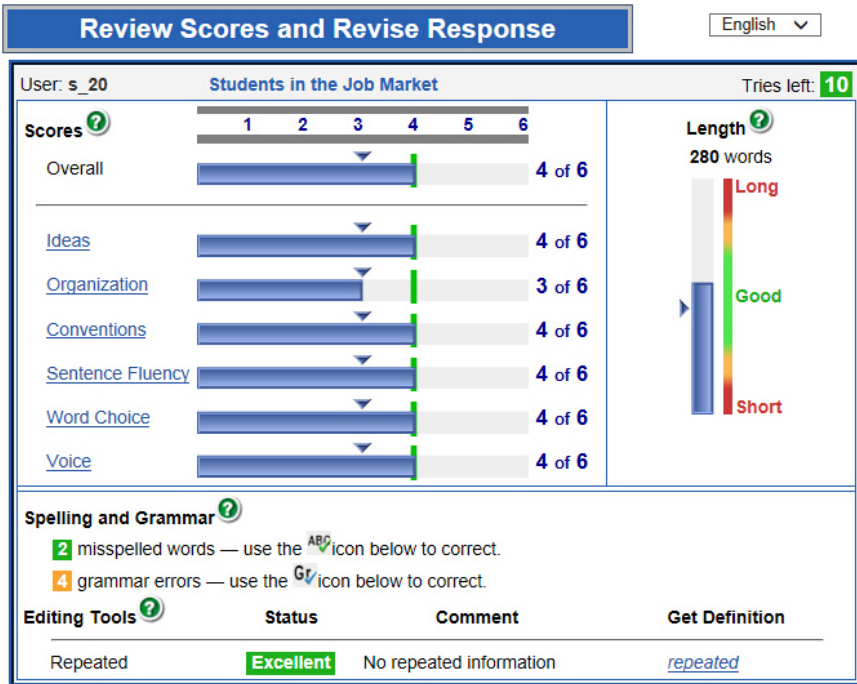 Review Scores and Revise Response
English
User: s_20 Students in the Job Market Tries left: 10
Scores ? 1 2 3 4 5 6 Length ?
280 words
Overall 4 of 6
Long
Ideas 4 of 6
Organization 3 of 6
Good
Conventions 4 of 6
Sentence Fluency 4 of 6
Short
Word Choice 4 of 6
Voice 4 of 6
Spelling and Grammar ?
2 misspelled words — use the ABC icon below to correct.
4 grammar errors — use the Gr icon below to correct.
Editing Tools ? Status Comment Get Definition
Repeated Excellent No repeated information repeated